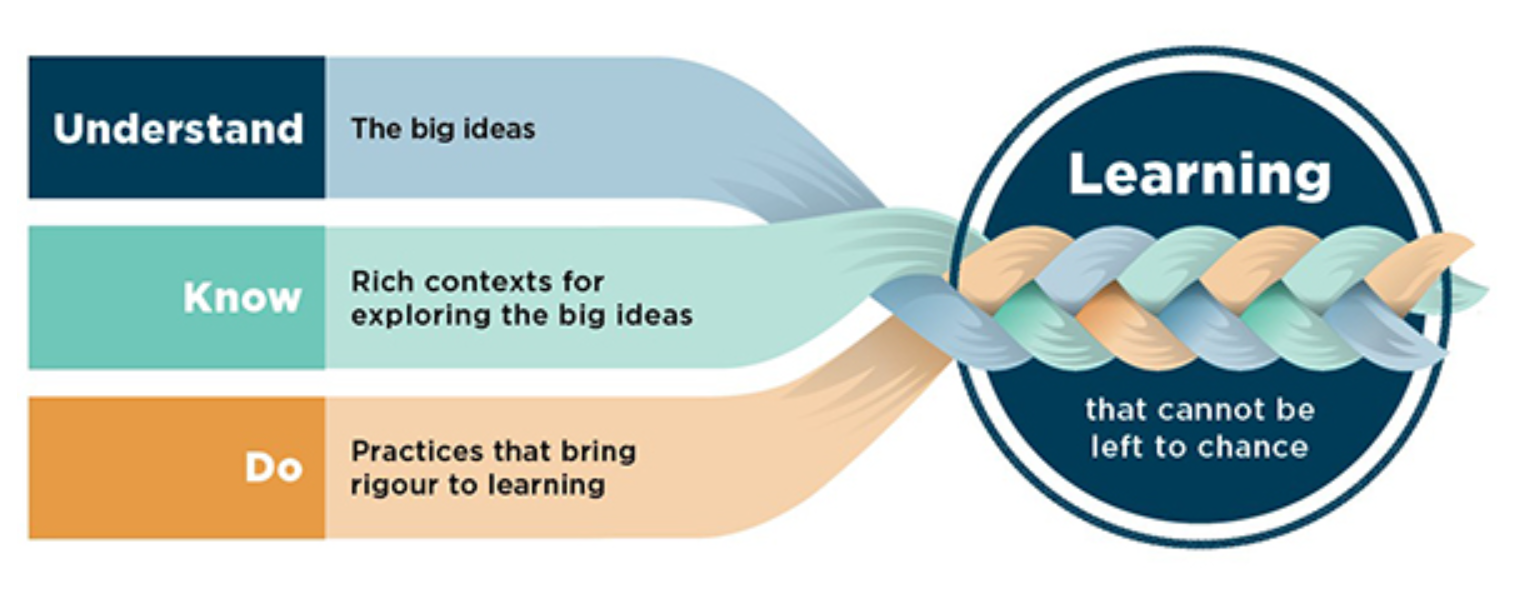 Understand
The big ideas
Know
Rich contexts for
exploring the big ideas
Do
Practices that bring
rigour to learning
Learning
that cannot be
left to chance